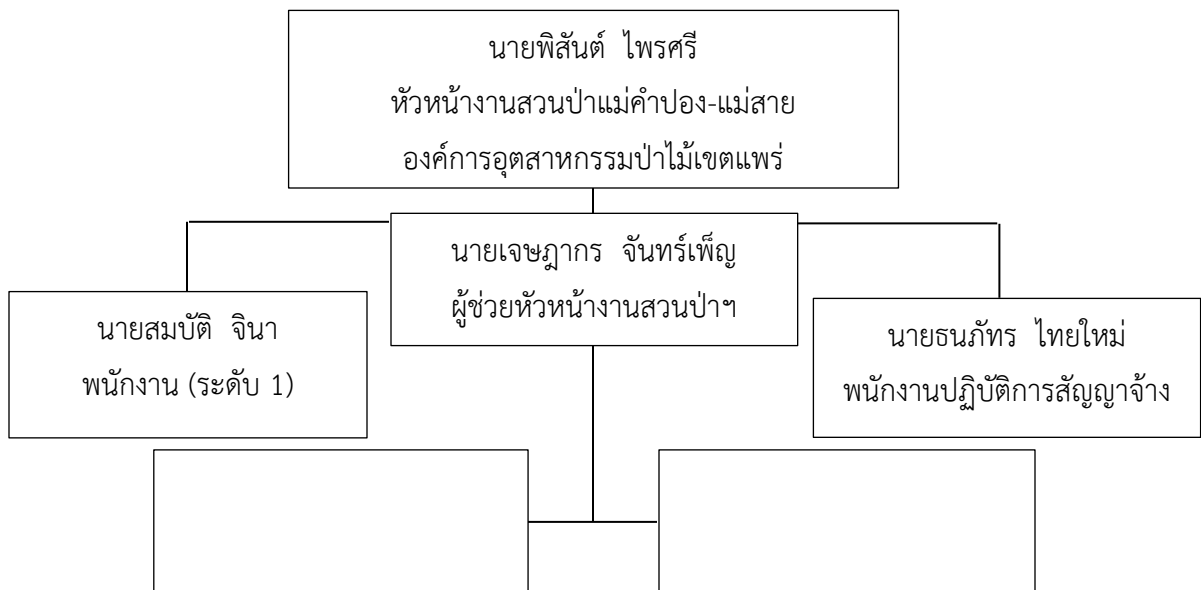 นายพิสันต์ ไพรศรี
หัวหน้างานสวนป่าแม่คำปอง-แม่สาย
องค์การอุตสาหกรรมป่าไม้เขตแพร่
นายเจษฎากร จันทร์เพ็ญ
ผู้ช่วยหัวหน้างานสวนป่าฯ
นายสมบัติ จินา
พนักงาน (ระดับ 1)
นายธนภัทร ไทยใหม่
พนักงานปฏิบัติการสัญญาจ้าง